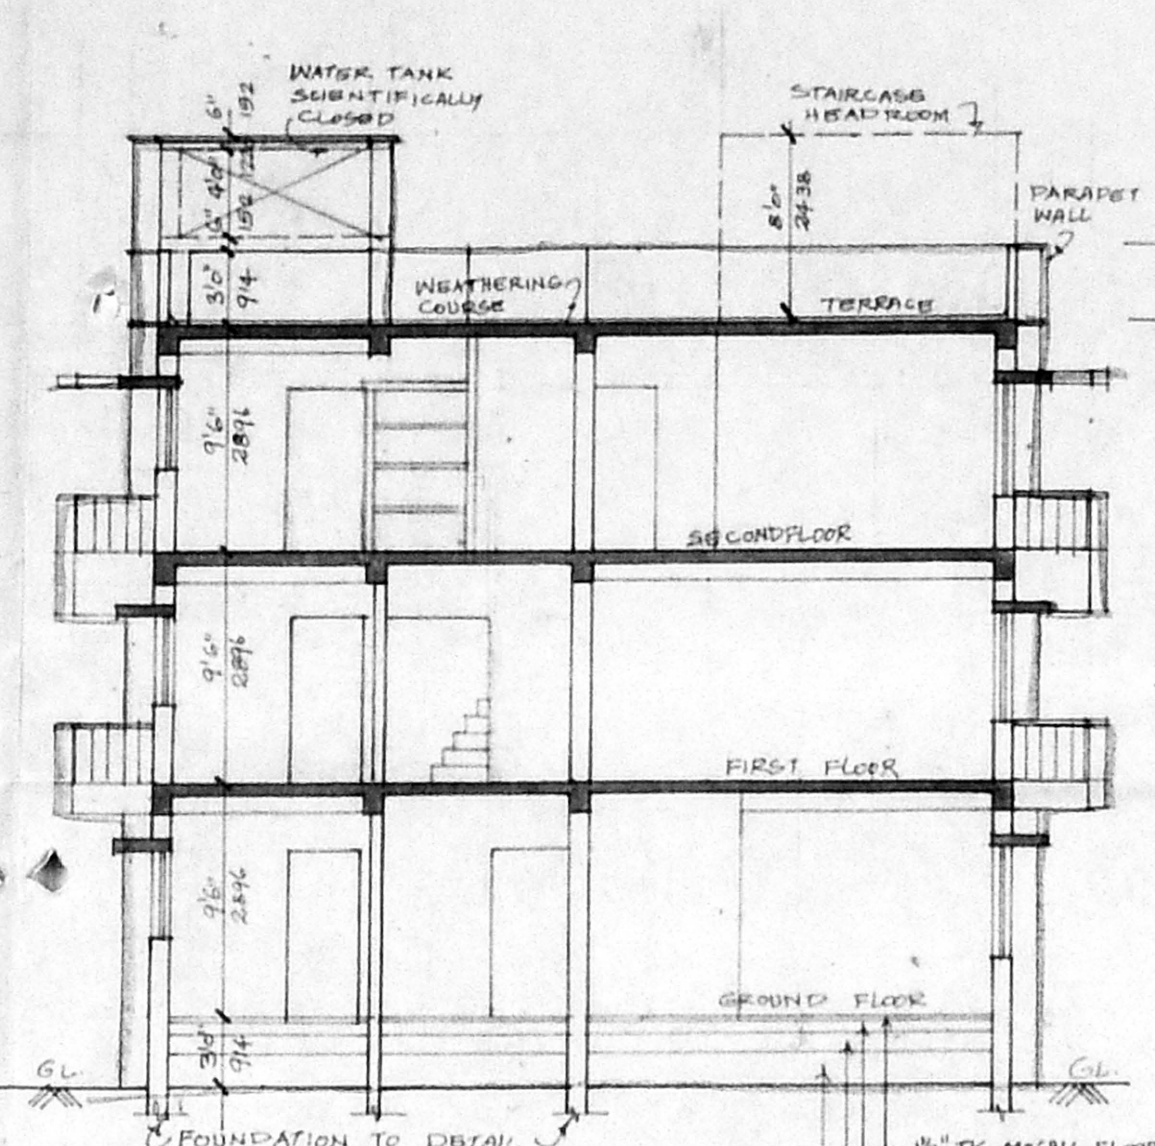 WATER TANK
SCIENTIFICALLY
CLOSED
STAIRCASE
HEADROOM
6"
152
4'0"
6"
152
8'0"
2438
PARAPET
WALL
3'0"
914
WEATHERING
COURSE
TERRACE
9'6"
2896
SECONDFLOOR
9'6"
2896
FIRST FLOOR
9'6"
2896
GROUND FLOOR
3'0"
914
GL.
GL.
FOUNDATION TO DETAIL